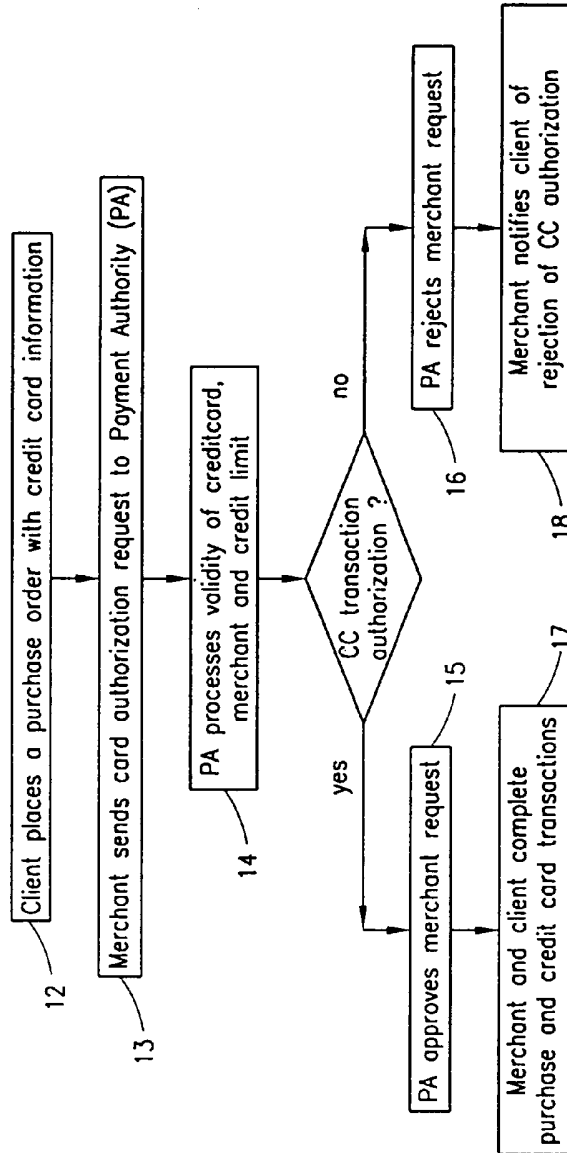 Client places a purchase order with credit card information
12
Merchant sends card authorization request to Payment Authority (PA)
13
PA processes validity of creditcard,
merchant and credit limit
14
CC transaction
authorization ?
yes
no
PA approves merchant request
15
PA rejects merchant request
16
Merchant and client complete
purchase and credit card transactions
17
Merchant notifies client of
rejection of CC authorization
18